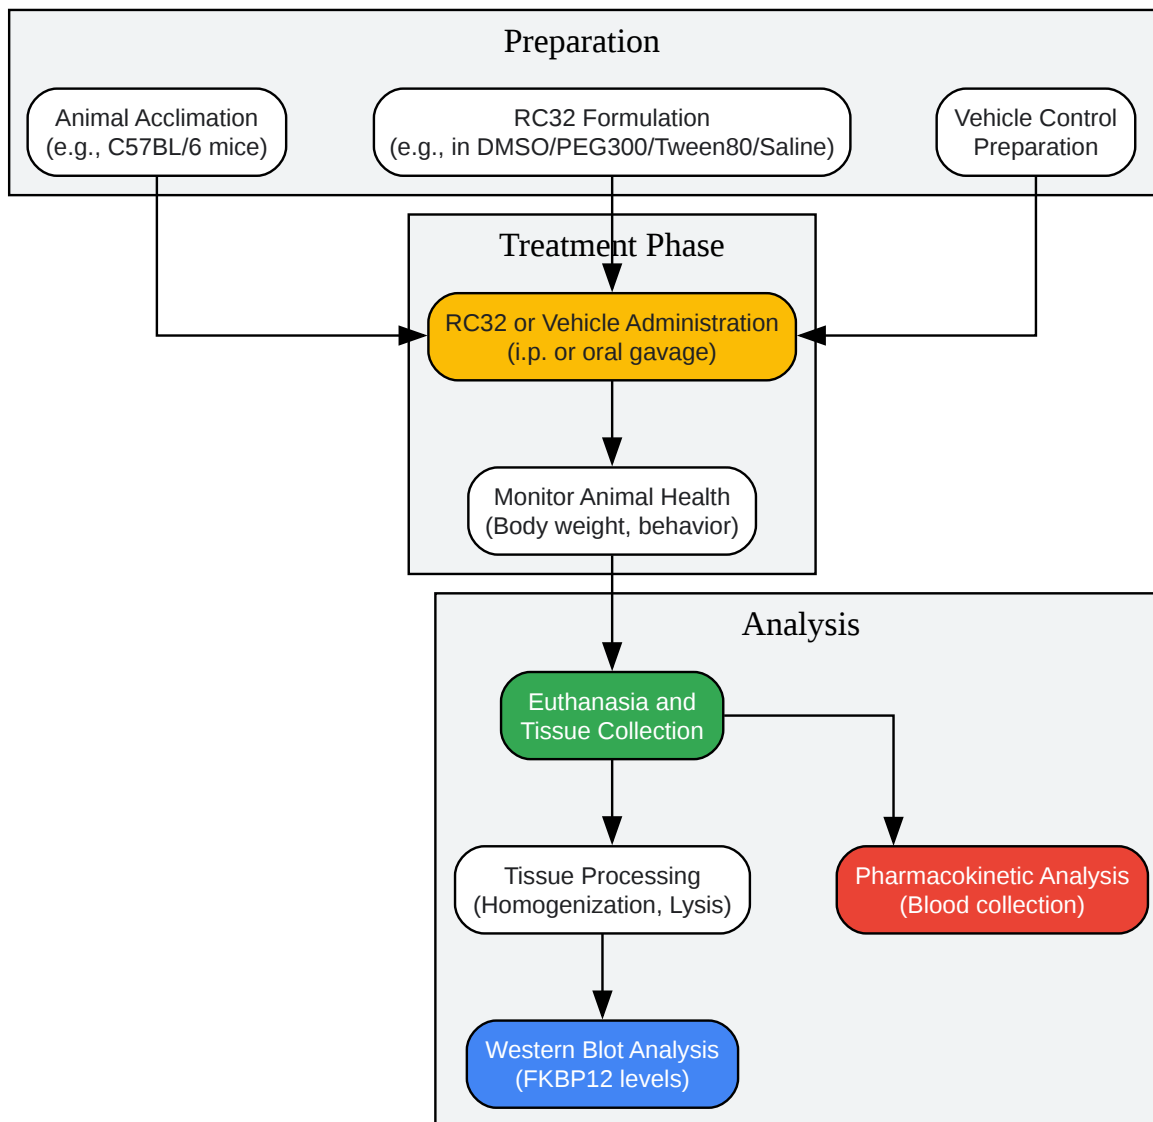 Preparation
Animal Acclimation
(e.g., C57BL/6 mice)
RC32 Formulation
(e.g., in DMSO/PEG300/Tween80/Saline)
Vehicle Control
Preparation
Treatment Phase
RC32 or Vehicle Administration
(i.p. or oral gavage)
Monitor Animal Health
(Body weight, behavior)
Analysis
Euthanasia and
Tissue Collection
Tissue Processing
(Homogenization, Lysis)
Pharmacokinetic Analysis
(Blood collection)
Western Blot Analysis
(FKBP12 levels)